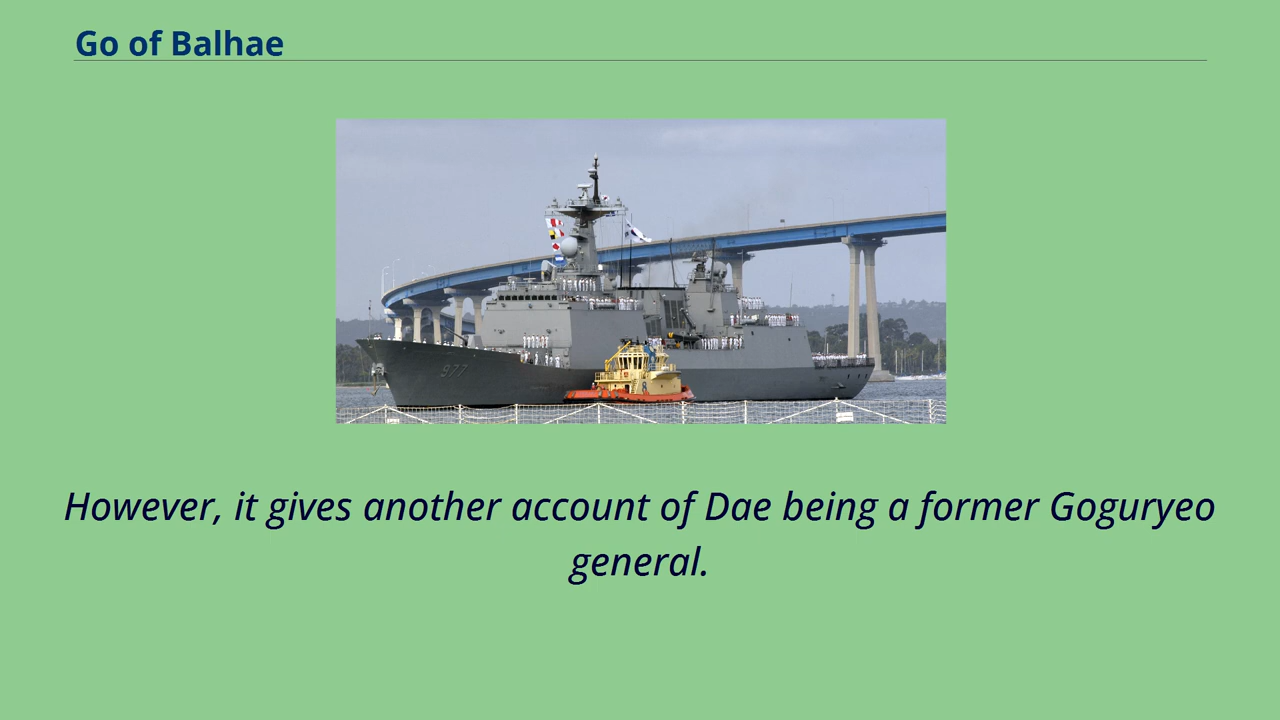 Go of Balhae
977
However, it gives another account of Dae being a former Goguryeo
general.